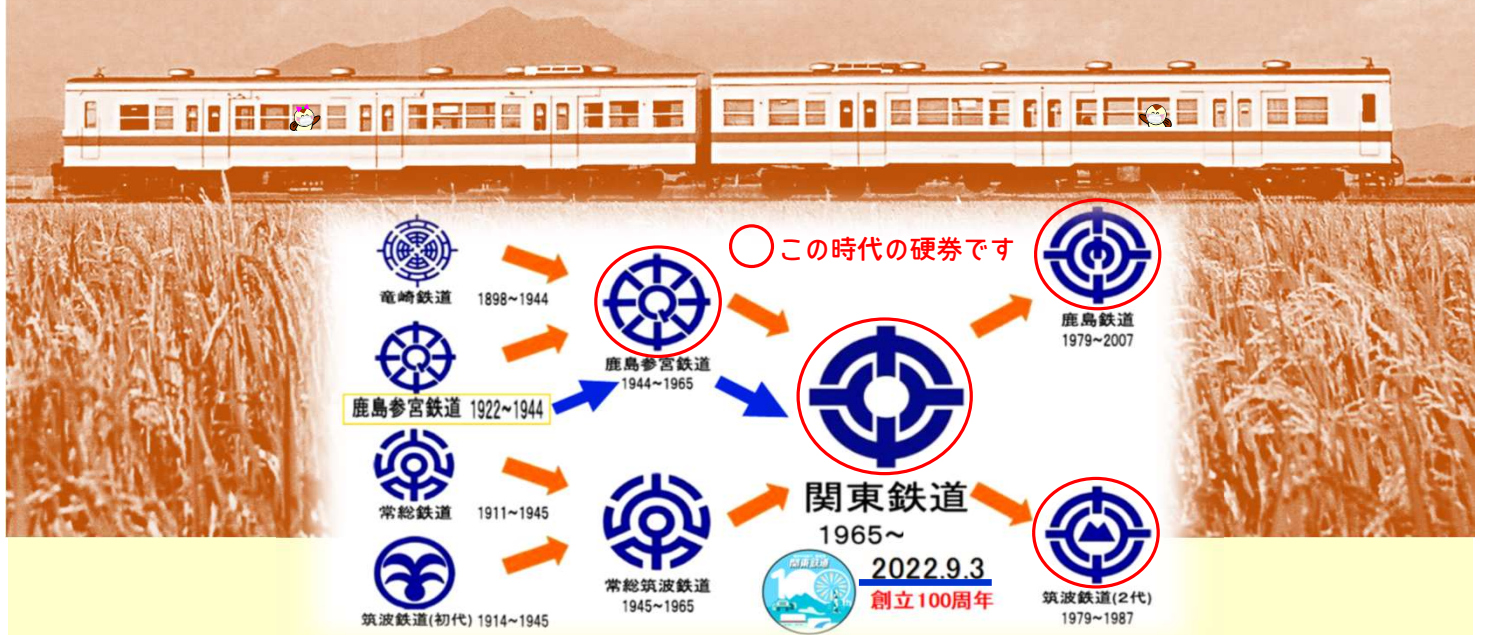 この時代の硬券です
竜崎鉄道 1898~1944
鹿島参宮鉄道 1922~1944
常総鉄道 1911~1945
筑波鉄道(初代) 1914~1945
鹿島参宮鉄道
1944~1965
常総筑波鉄道
1945~1965
関東鉄道
1965~
関東鉄道
2022.9.3
創立100周年
鹿島鉄道
1979~2007
筑波鉄道(2代)
1979~1987